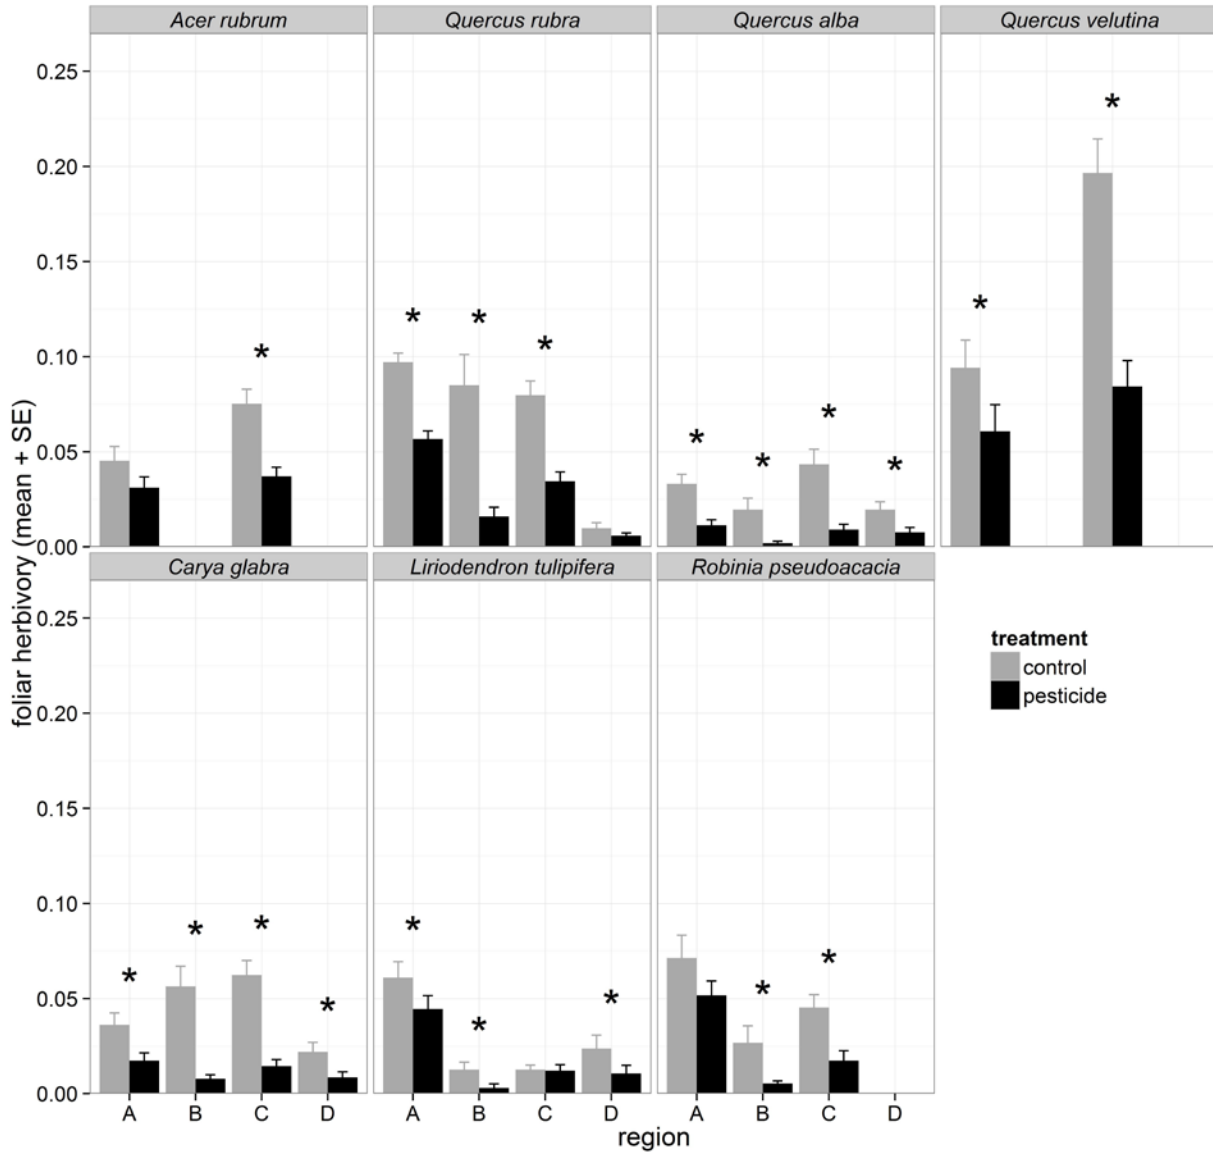 Acer rubrum
Quercus rubra
Quercus alba
Quercus velutina
0.25
0.20
0.15
0.10
0.05
0.00
*
* * *
* * * *
* *
foliar herbivory (mean + SE)
Carya glabra
Liriodendron tulipifera
Robinia pseudoacacia
0.25
0.20
0.15
0.10
0.05
0.00
* * * *
* * *
* *
treatment
control
pesticide
A B C D
A B C D
A B C D
region